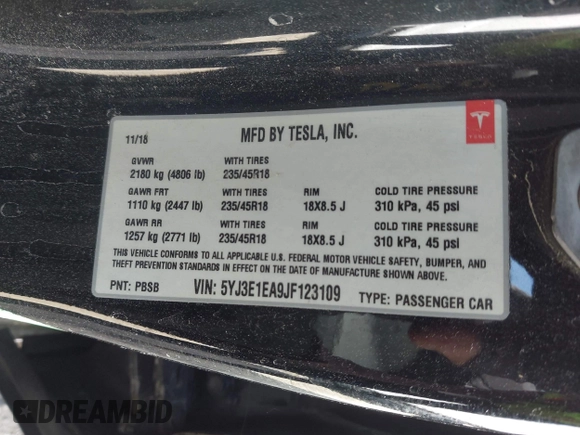 11/18 MFD BY TESLA, INC.
TESLA
GVWR WITH TIRES
2180 kg (4806 lb) 235/45R18
GAWR FRT WITH TIRES RIM COLD TIRE PRESSURE
1110 kg (2447 lb) 235/45R18 18X8.5 J 310 kPa, 45 psi
GAWR RR WITH TIRES RIM COLD TIRE PRESSURE
1257 kg (2771 lb) 235/45R18 18X8.5 J 310 kPa, 45 psi
THIS VEHICLE CONFORMS TO ALL APPLICABLE U.S. FEDERAL MOTOR VEHICLE SAFETY, BUMPER, AND
THEFT PREVENTION STANDARDS IN EFFECT ON THE DATE OF MANUFACTURE SHOWN ABOVE.
PNT: PBSB VIN: 5YJ3E1EA9JF123109 TYPE: PASSENGER CAR
DREAMBID